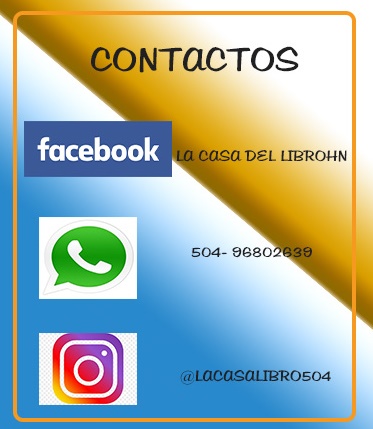 CONTACTOS
facebook
LA CASA DEL LIBROHN
504- 96802639
@LACASALIBRO504